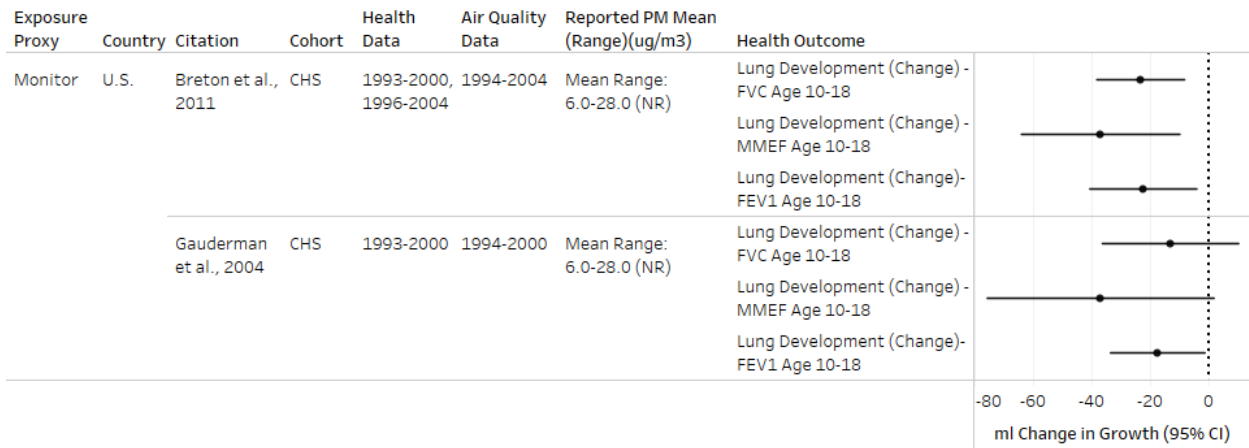 Exposure Proxy Country Citation Cohort Health Data Air Quality Data Reported PM Mean (Range)(ug/m3) Health Outcome
Monitor U.S. Breton et al., 2011 CHS 1993-2000, 1996-2004 1994-2004 Mean Range: 6.0-28.0 (NR)
Lung Development (Change) -
FVC Age 10-18
Lung Development (Change) -
MMEF Age 10-18
Lung Development (Change)-
FEV1 Age 10-18
Gauderman et al., 2004 CHS 1993-2000 1994-2000 Mean Range: 6.0-28.0 (NR)
Lung Development (Change) -
FVC Age 10-18
Lung Development (Change) -
MMEF Age 10-18
Lung Development (Change)-
FEV1 Age 10-18
-80 -60 -40 -20 0
ml Change in Growth (95% CI)